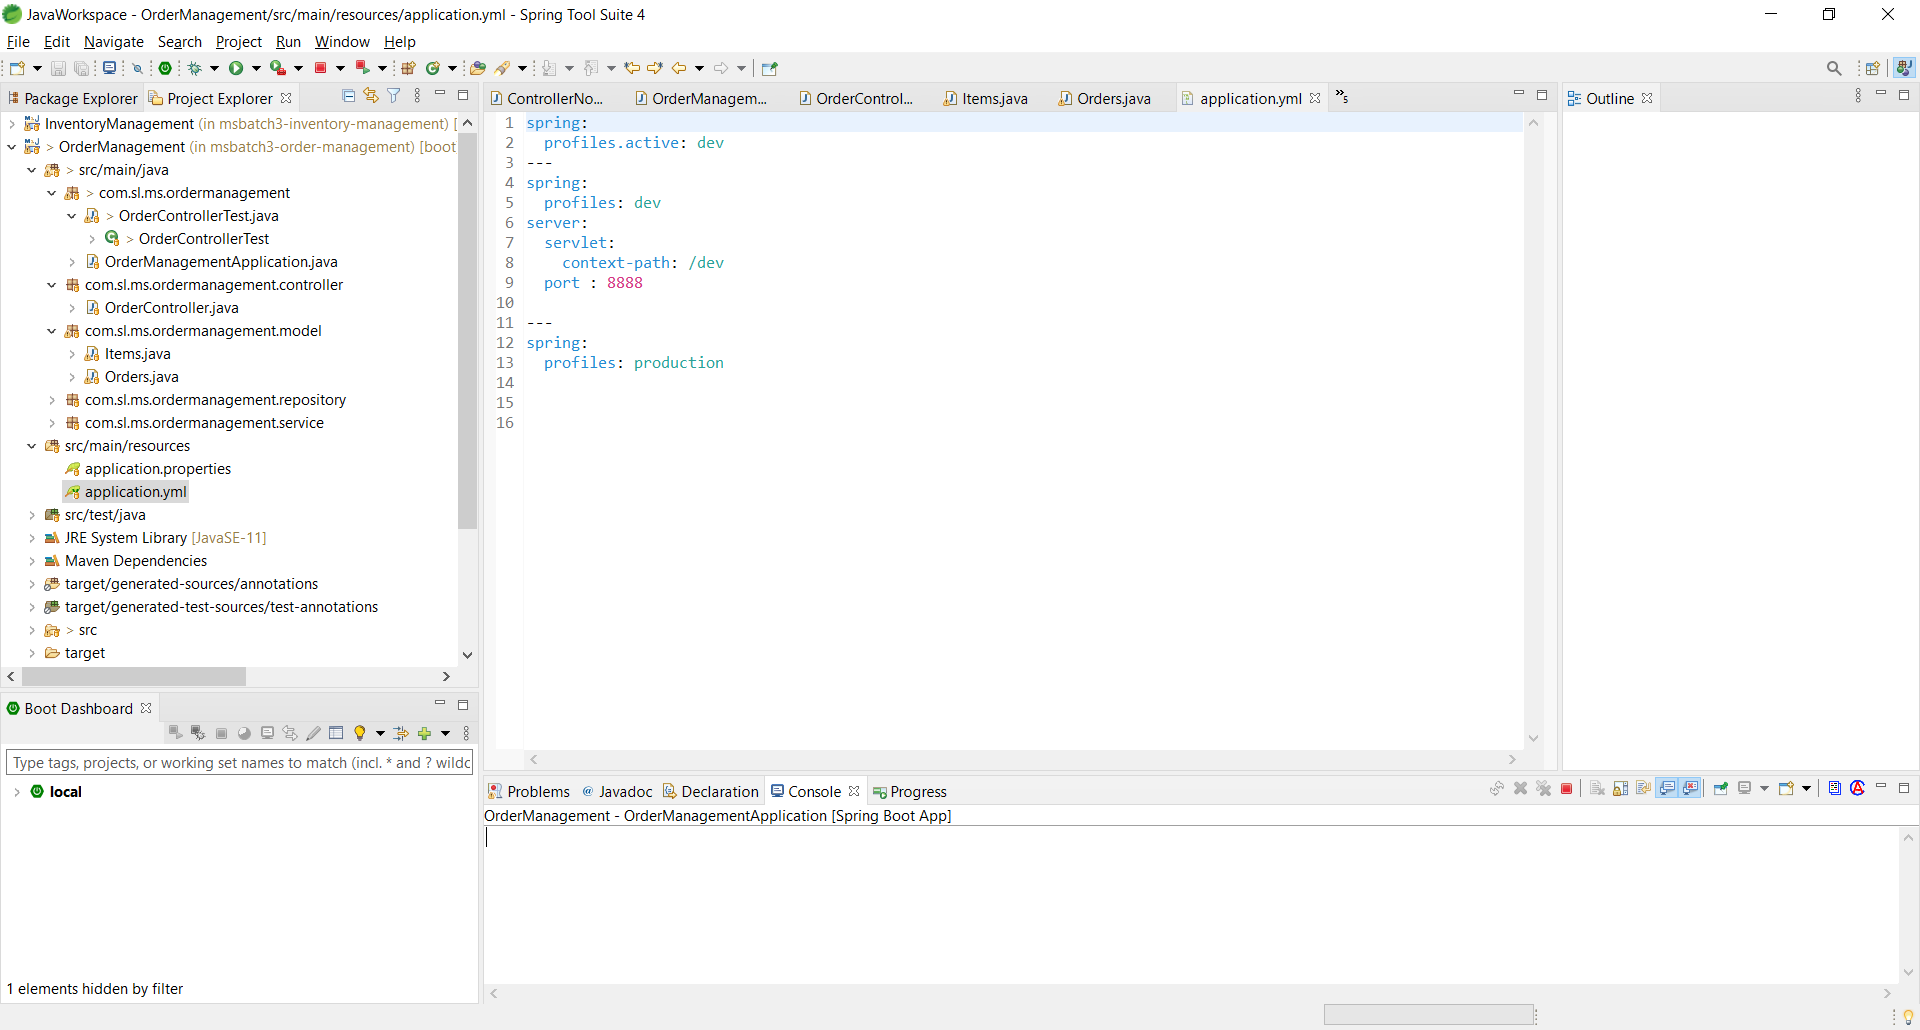 JavaWorkspace - OrderManagement/src/main/resources/application.yml - Spring Tool Suite 4
File Edit Navigate Search Project Run Window Help
Package Explorer Project Explorer
InventoryManagement (in msbatch3-inventory-management) [
> OrderManagement (in msbatch3-order-management) [boot
> src/main/java
> com.sl.ms.ordermanagement
> OrderControllerTest.java
> OrderControllerTest
OrderManagementApplication.java
com.sl.ms.ordermanagement.controller
OrderController.java
com.sl.ms.ordermanagement.model
Items.java
Orders.java
com.sl.ms.ordermanagement.repository
com.sl.ms.ordermanagement.service
src/main/resources
application.properties
application.yml
src/test/java
JRE System Library [JavaSE-11]
Maven Dependencies
target/generated-sources/annotations
target/generated-test-sources/test-annotations
> src
target
Boot Dashboard
Type tags, projects, or working set names to match (incl. * and ? wildc
local
1 elements hidden by filter
ControllerNo... OrderManagem... OrderControl... Items.java Orders.java application.yml »5
1 spring:
2   profiles.active: dev
3 ---
4 spring:
5   profiles: dev
6 server:
7   servlet:
8     context-path: /dev
9   port : 8888
10
11 ---
12 spring:
13   profiles: production
14
15
16
Outline
Problems @ Javadoc Declaration Console Progress
OrderManagement - OrderManagementApplication [Spring Boot App]